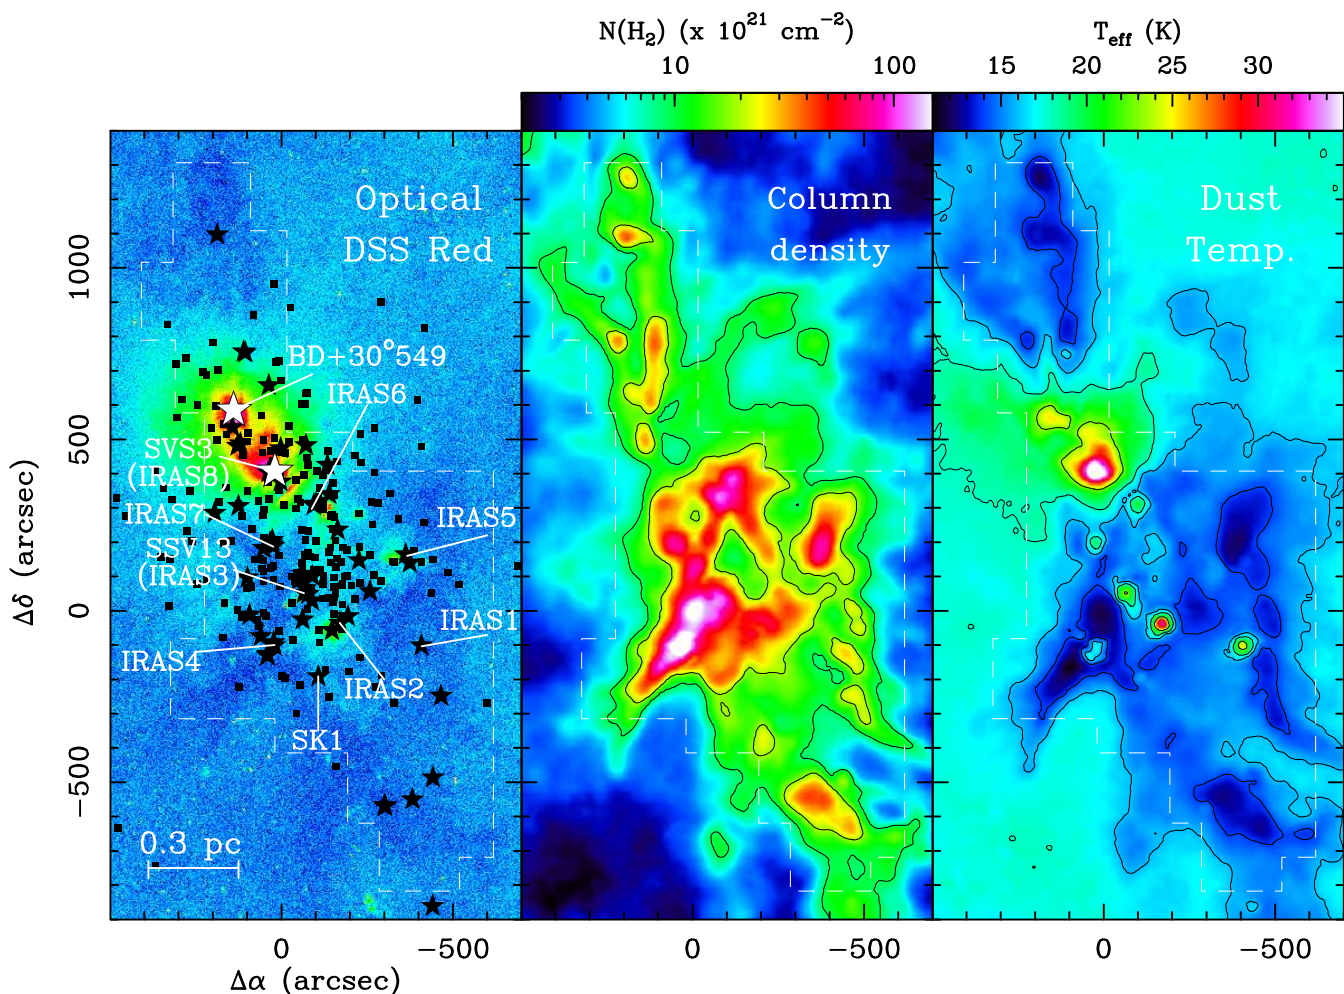 N(H₂) (x 10²¹ cm⁻²)
T_eff (K)
10 100
15 20 25 30
Optical
DSS Red
Column
density
Dust
Temp.
BD+30°549
IRAS6
SVS3
(IRAS8)
IRAS7
IRAS5
SSV13
(IRAS3)
IRAS1
IRAS4
IRAS2
SK1
0.3 pc
1000
500
0
−500
Δδ (arcsec)
0 −500
0 −500
0 −500
Δα (arcsec)